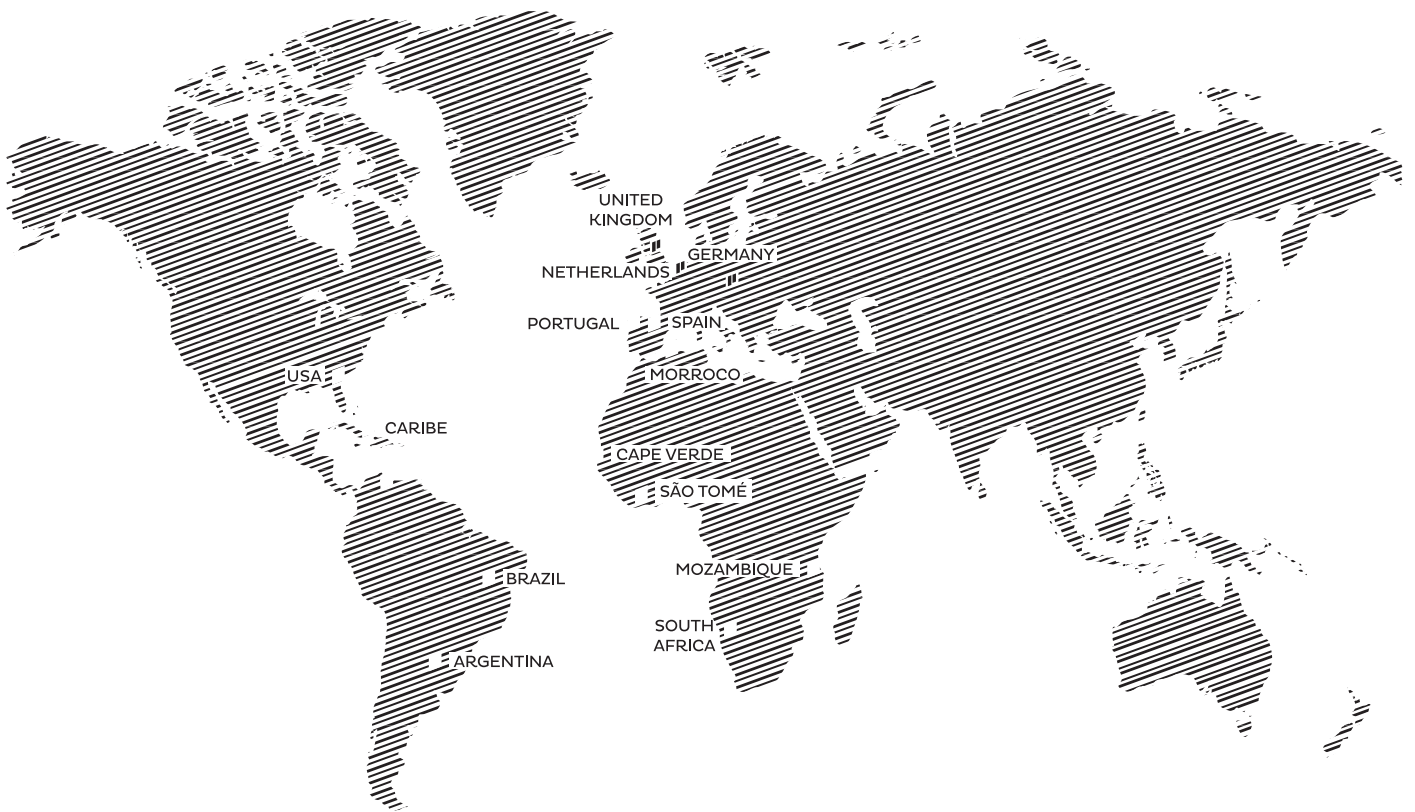 UNITED
KINGDOM
GERMANY
NETHERLANDS
PORTUGAL
SPAIN
USA
MORROCO
CARIBE
CAPE VERDE
SÃO TOMÉ
MOZAMBIQUE
BRAZIL
SOUTH
AFRICA
ARGENTINA